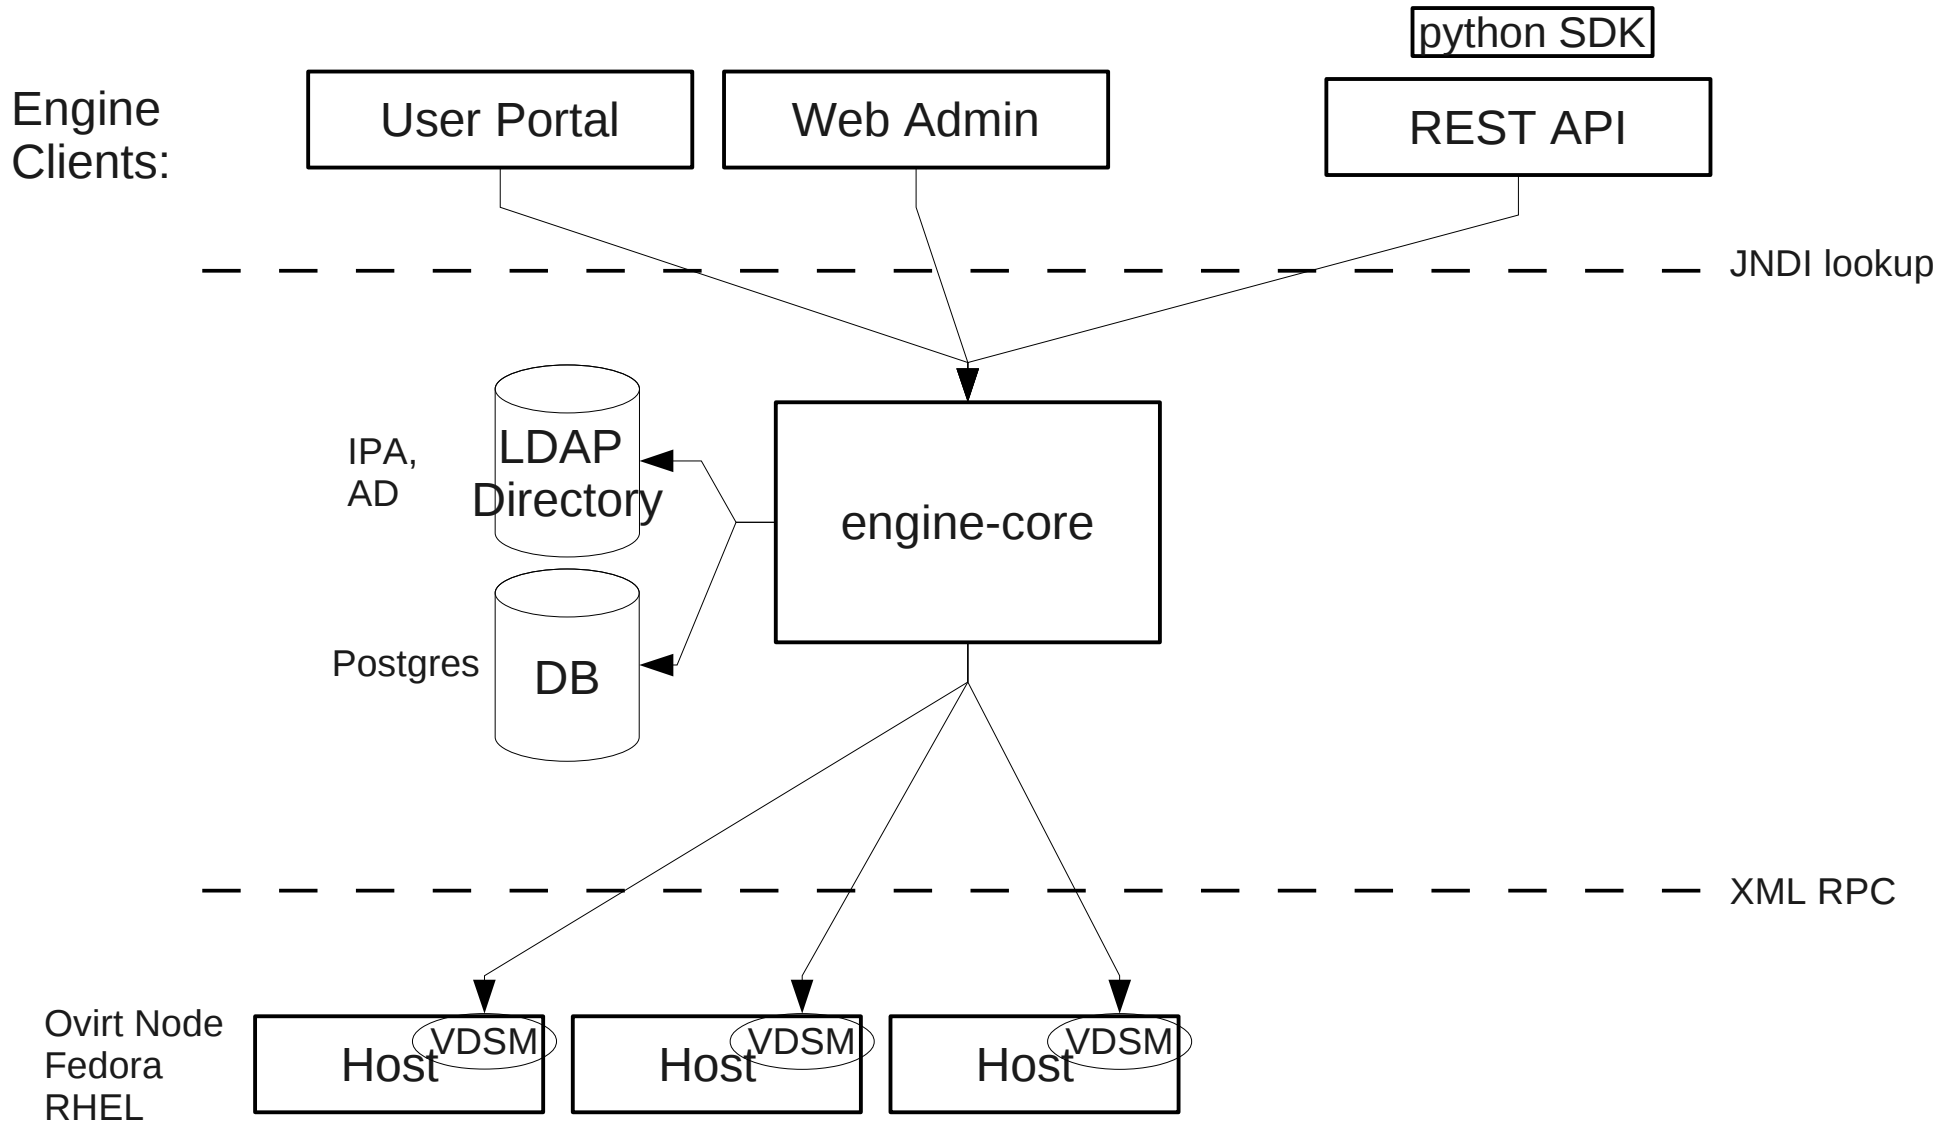 python SDK
Engine
Clients:
User Portal
Web Admin
REST API
JNDI lookup
IPA,
AD
LDAP
Directory
engine-core
Postgres
DB
XML RPC
Ovirt Node
Fedora
RHEL
Host
VDSM
Host
VDSM
Host
VDSM